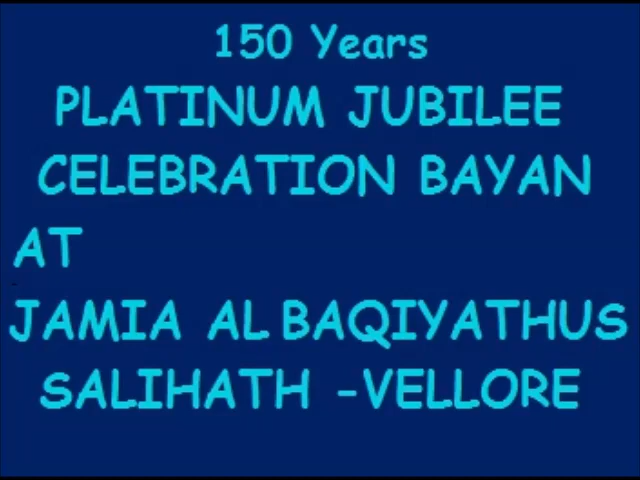 150 Years
PLATINUM JUBILEE
CELEBRATION BAYAN
AT
JAMIA AL BAQIYATHUS
SALIHATH -VELLORE